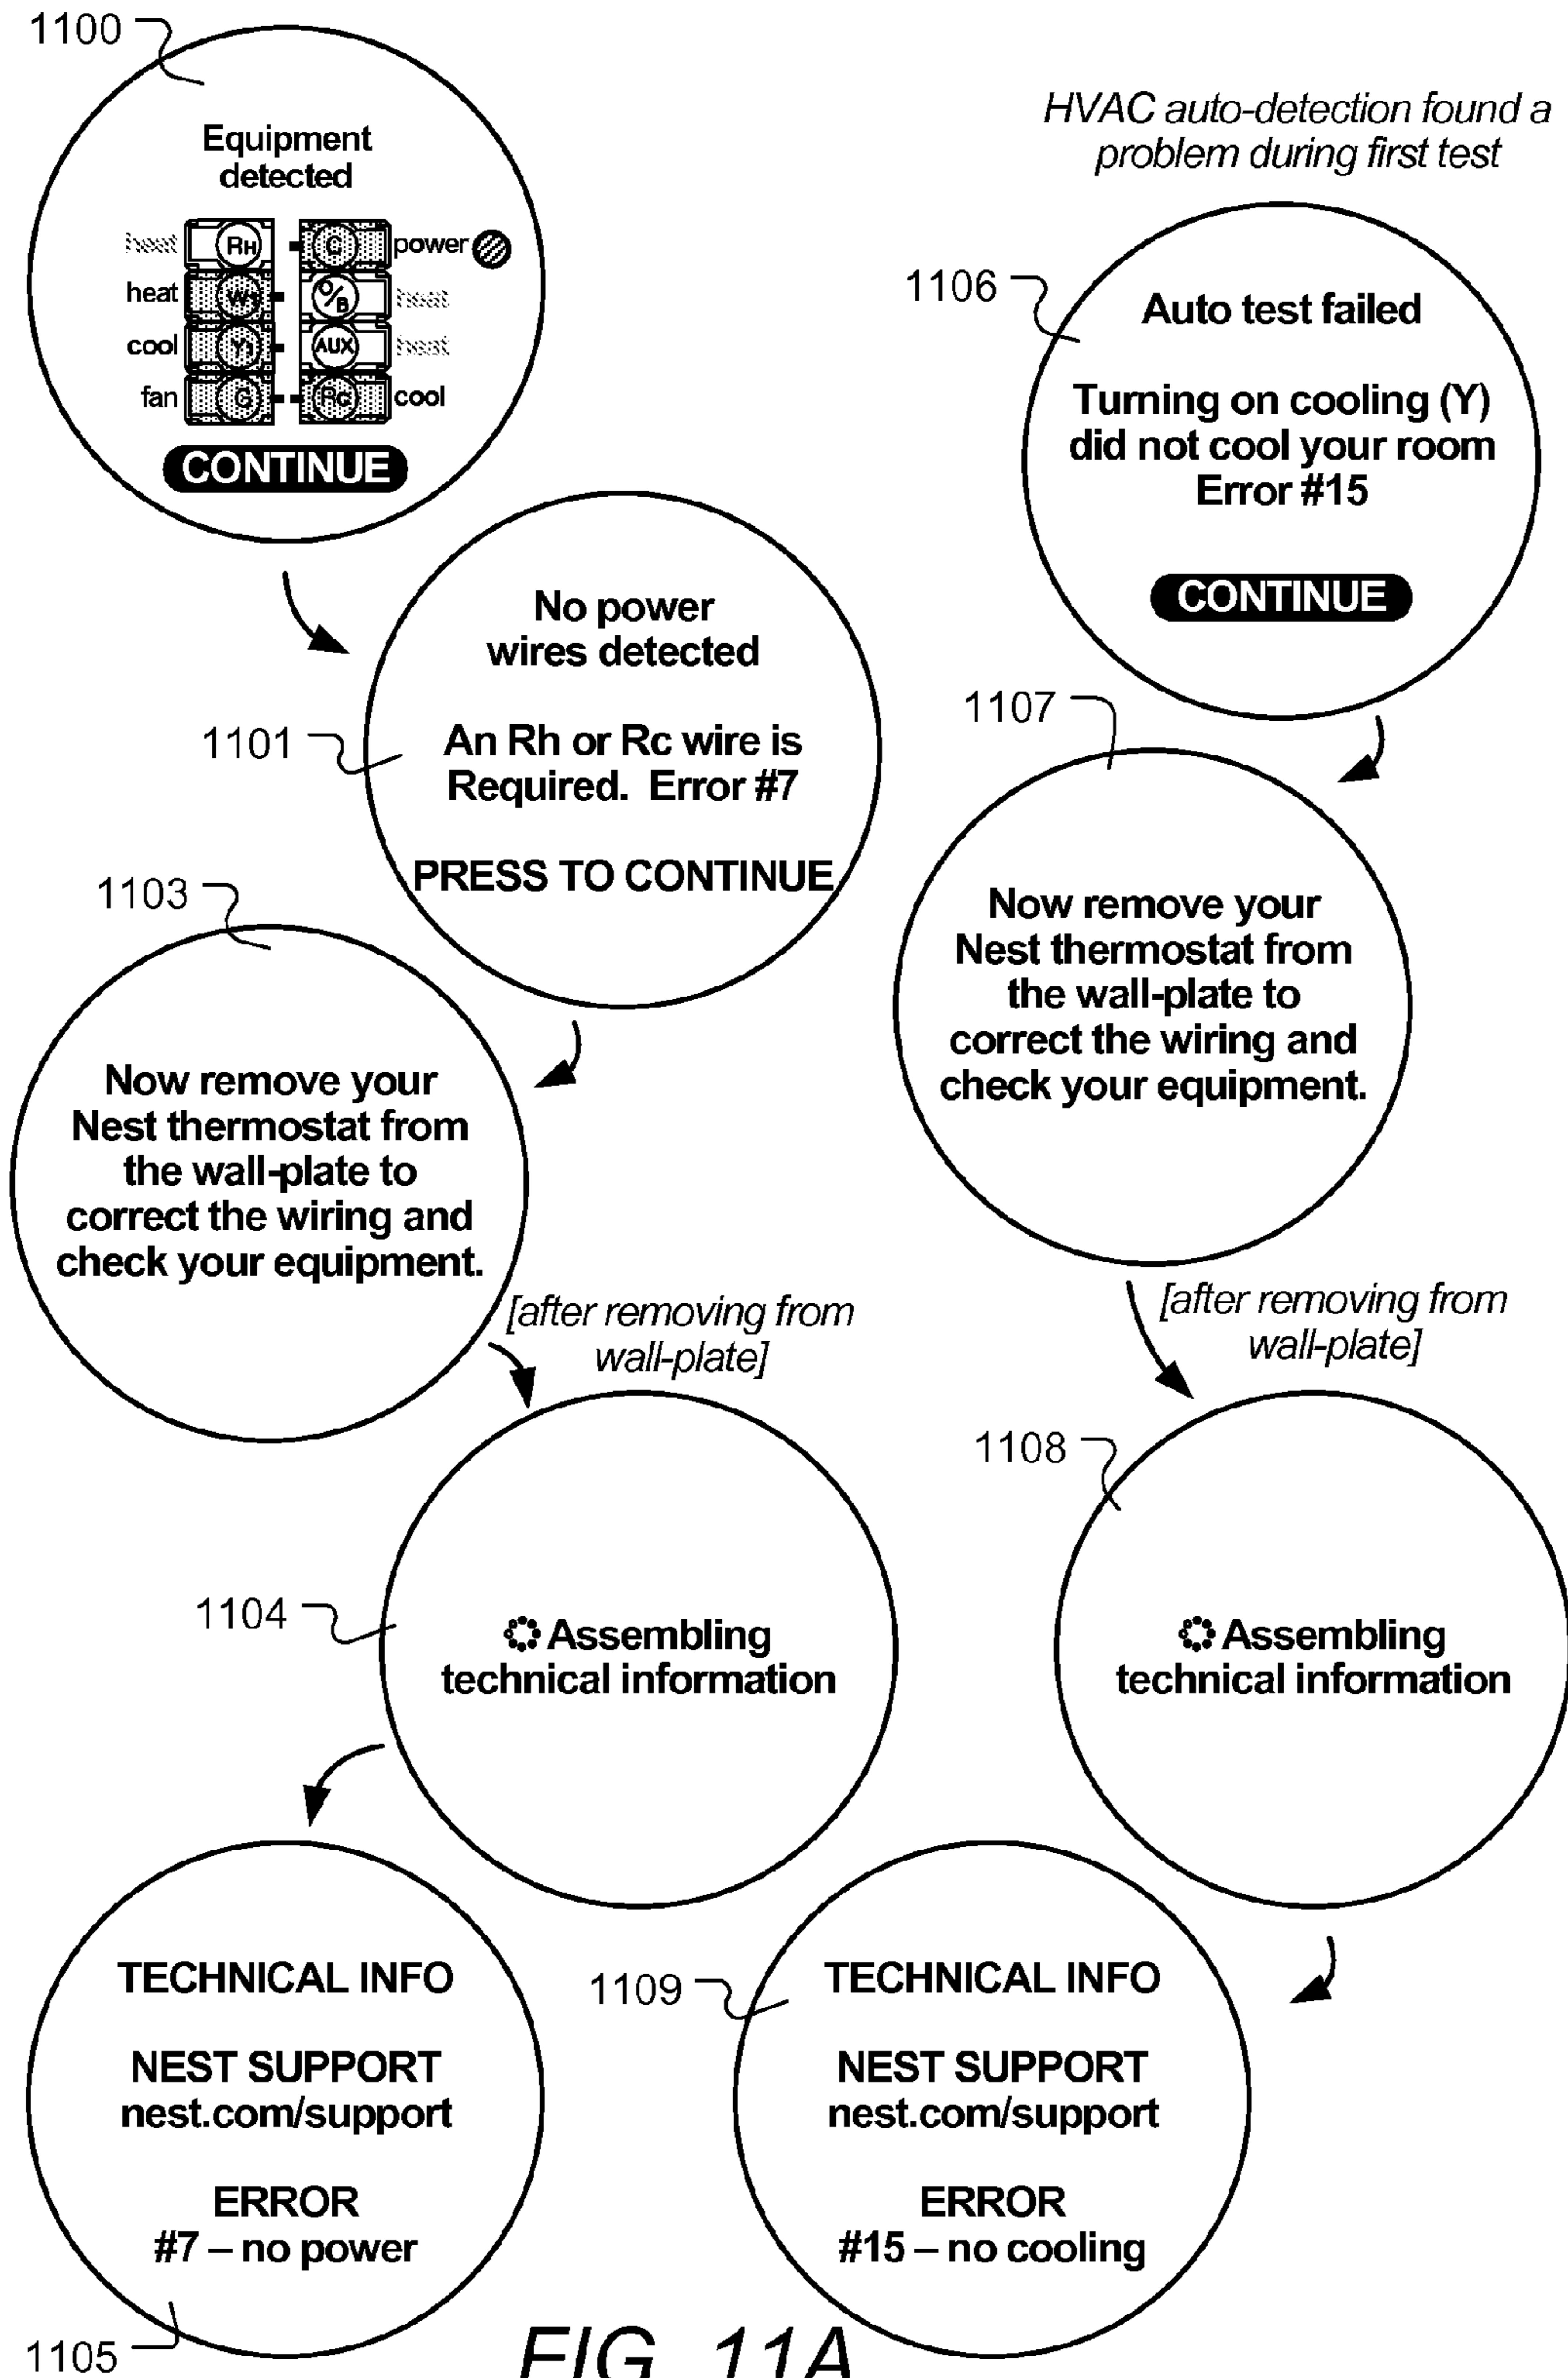 1100
Equipment
detected
heat RH C power
heat W1 O/B heat
cool Y1 AUX heat
fan G Rc cool
CONTINUE
1101
No power
wires detected
An Rh or Rc wire is
Required. Error #7
PRESS TO CONTINUE
1103
Now remove your
Nest thermostat from
the wall-plate to
correct the wiring and
check your equipment.
[after removing from
wall-plate]
1104
Assembling
technical information
1105
TECHNICAL INFO
NEST SUPPORT
nest.com/support
ERROR
#7 – no power
HVAC auto-detection found a
problem during first test
1106
Auto test failed
Turning on cooling (Y)
did not cool your room
Error #15
CONTINUE
1107
Now remove your
Nest thermostat from
the wall-plate to
correct the wiring and
check your equipment.
[after removing from
wall-plate]
1108
Assembling
technical information
1109
TECHNICAL INFO
NEST SUPPORT
nest.com/support
ERROR
#15 – no cooling
FIG. 11A